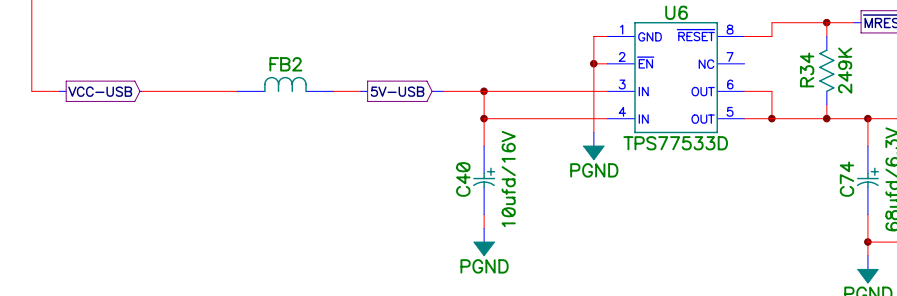 U6
1 GND RESET 8
2 EN NC 7
3 IN OUT 6
4 IN OUT 5
TPS77533D
MRES
R34
249K
FB2
VCC-USB
5V-USB
C40
10ufd/16V
PGND
PGND
C74
68ufd/6.3V
PGND